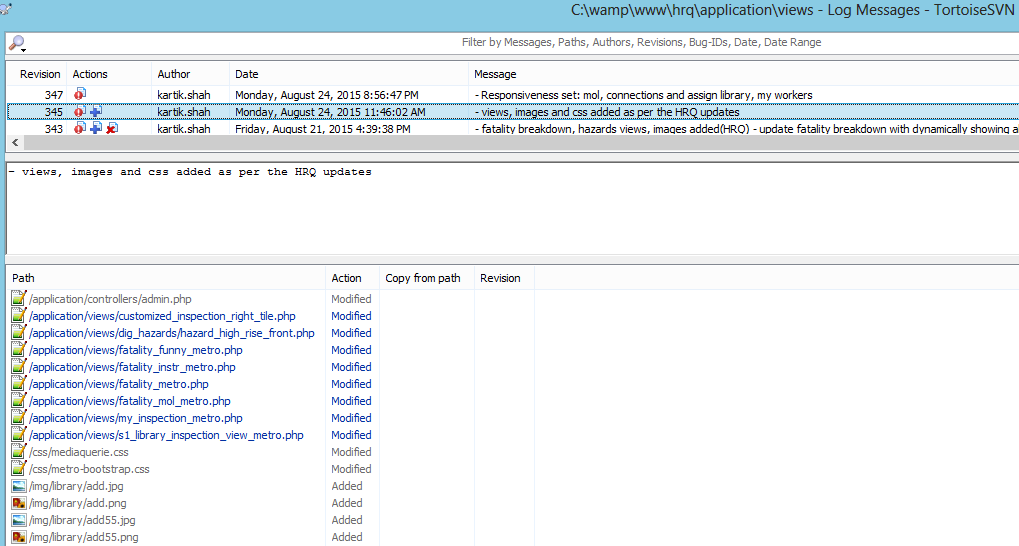 C:\wamp\www\hrq\application\views - Log Messages - TortoiseSVN
Filter by Messages, Paths, Authors, Revisions, Bug-IDs, Date, Date Range
Revision Actions Author Date Message
347 kartik.shah Monday, August 24, 2015 8:56:47 PM - Responsiveness set: mol, connections and assign library, my workers
345 kartik.shah Monday, August 24, 2015 11:46:02 AM - views, images and css added as per the HRQ updates
343 kartik.shah Friday, August 21, 2015 4:39:38 PM - fatality breakdown, hazards views, images added(HRQ) - update fatality breakdown with dynamically showing
- views, images and css added as per the HRQ updates
Path Action Copy from path Revision
/application/controllers/admin.php Modified
/application/views/customized_inspection_right_tile.php Modified
/application/views/dig_hazards/hazard_high_rise_front.php Modified
/application/views/fatality_funny_metro.php Modified
/application/views/fatality_instr_metro.php Modified
/application/views/fatality_metro.php Modified
/application/views/fatality_mol_metro.php Modified
/application/views/my_inspection_metro.php Modified
/application/views/s1_library_inspection_view_metro.php Modified
/css/mediaquerie.css Modified
/css/metro-bootstrap.css Modified
/img/library/add.jpg Added
/img/library/add.png Added
/img/library/add55.jpg Added
/img/library/add55.png Added